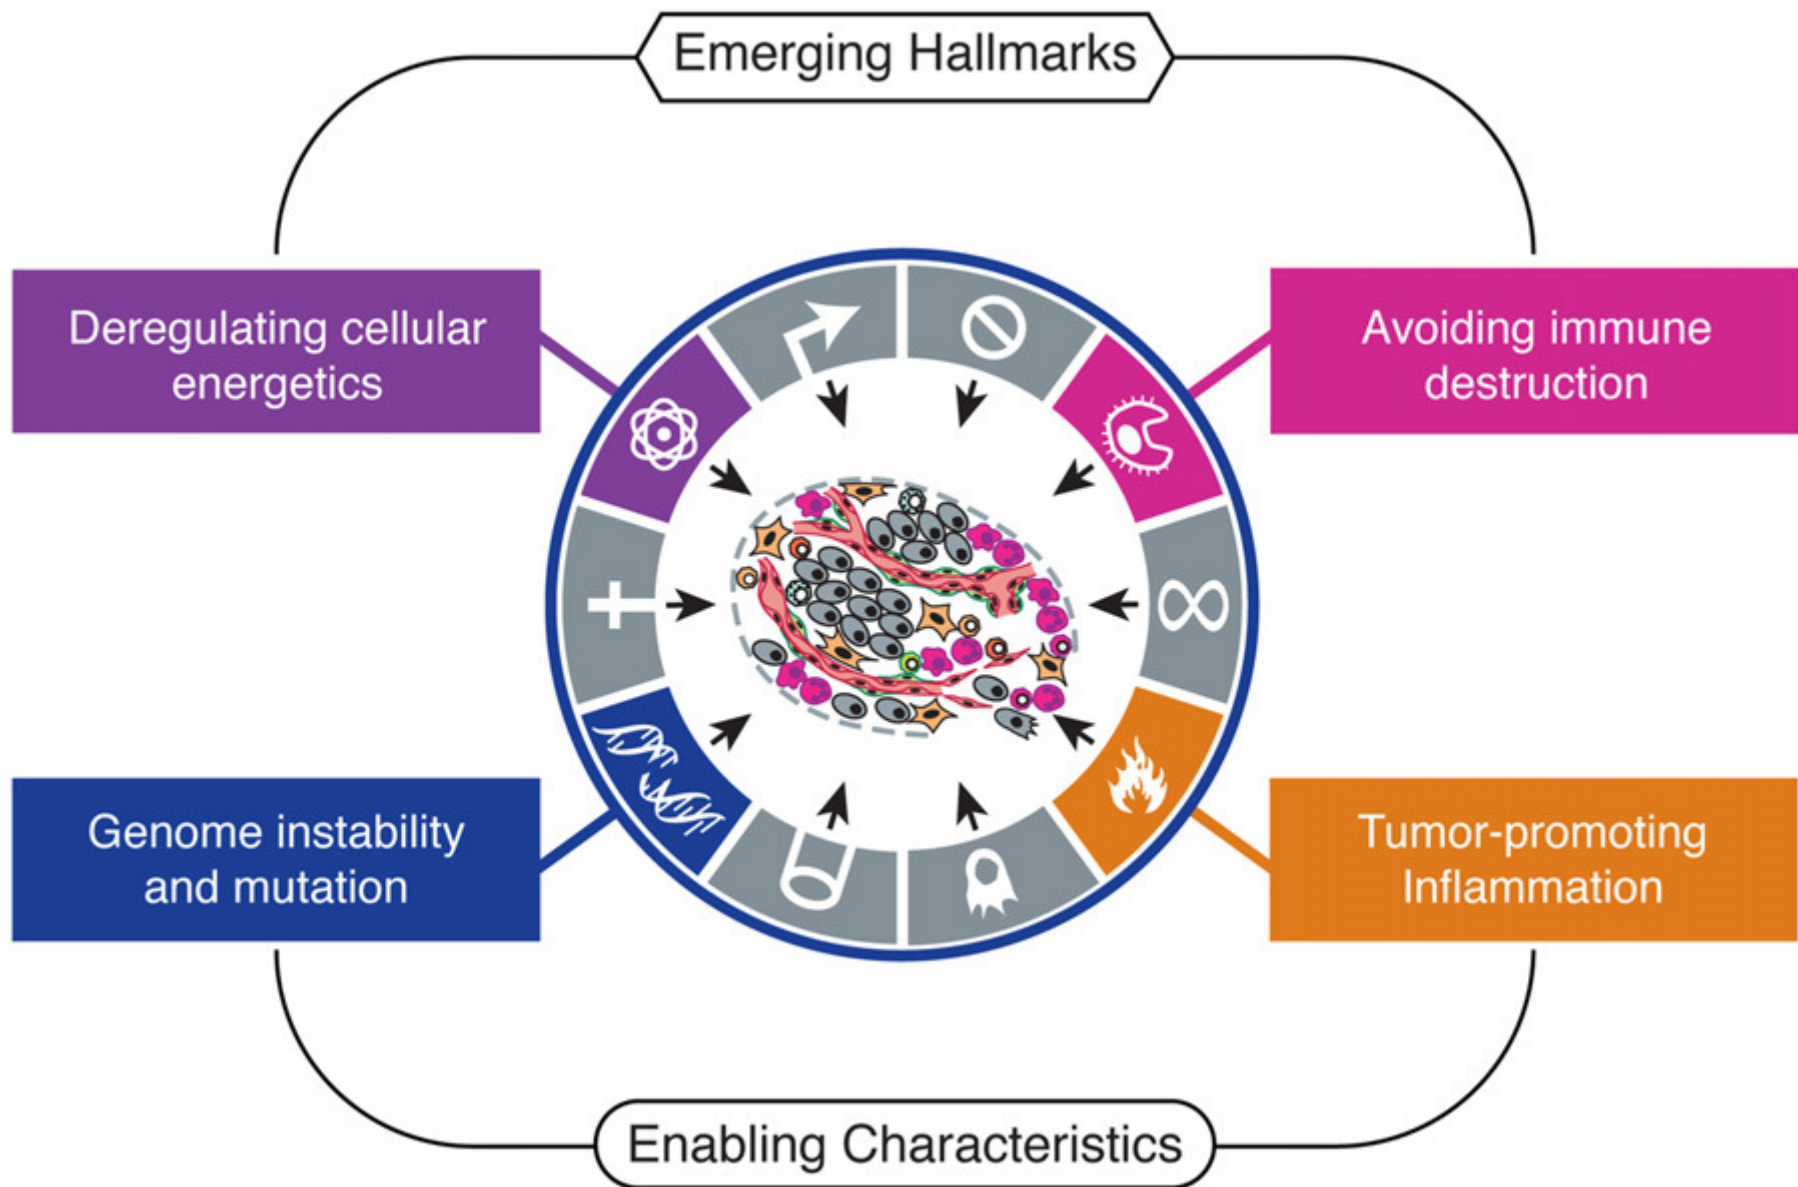 Emerging Hallmarks
Deregulating cellular
energetics
Avoiding immune
destruction
Genome instability
and mutation
Tumor-promoting
Inflammation
Enabling Characteristics